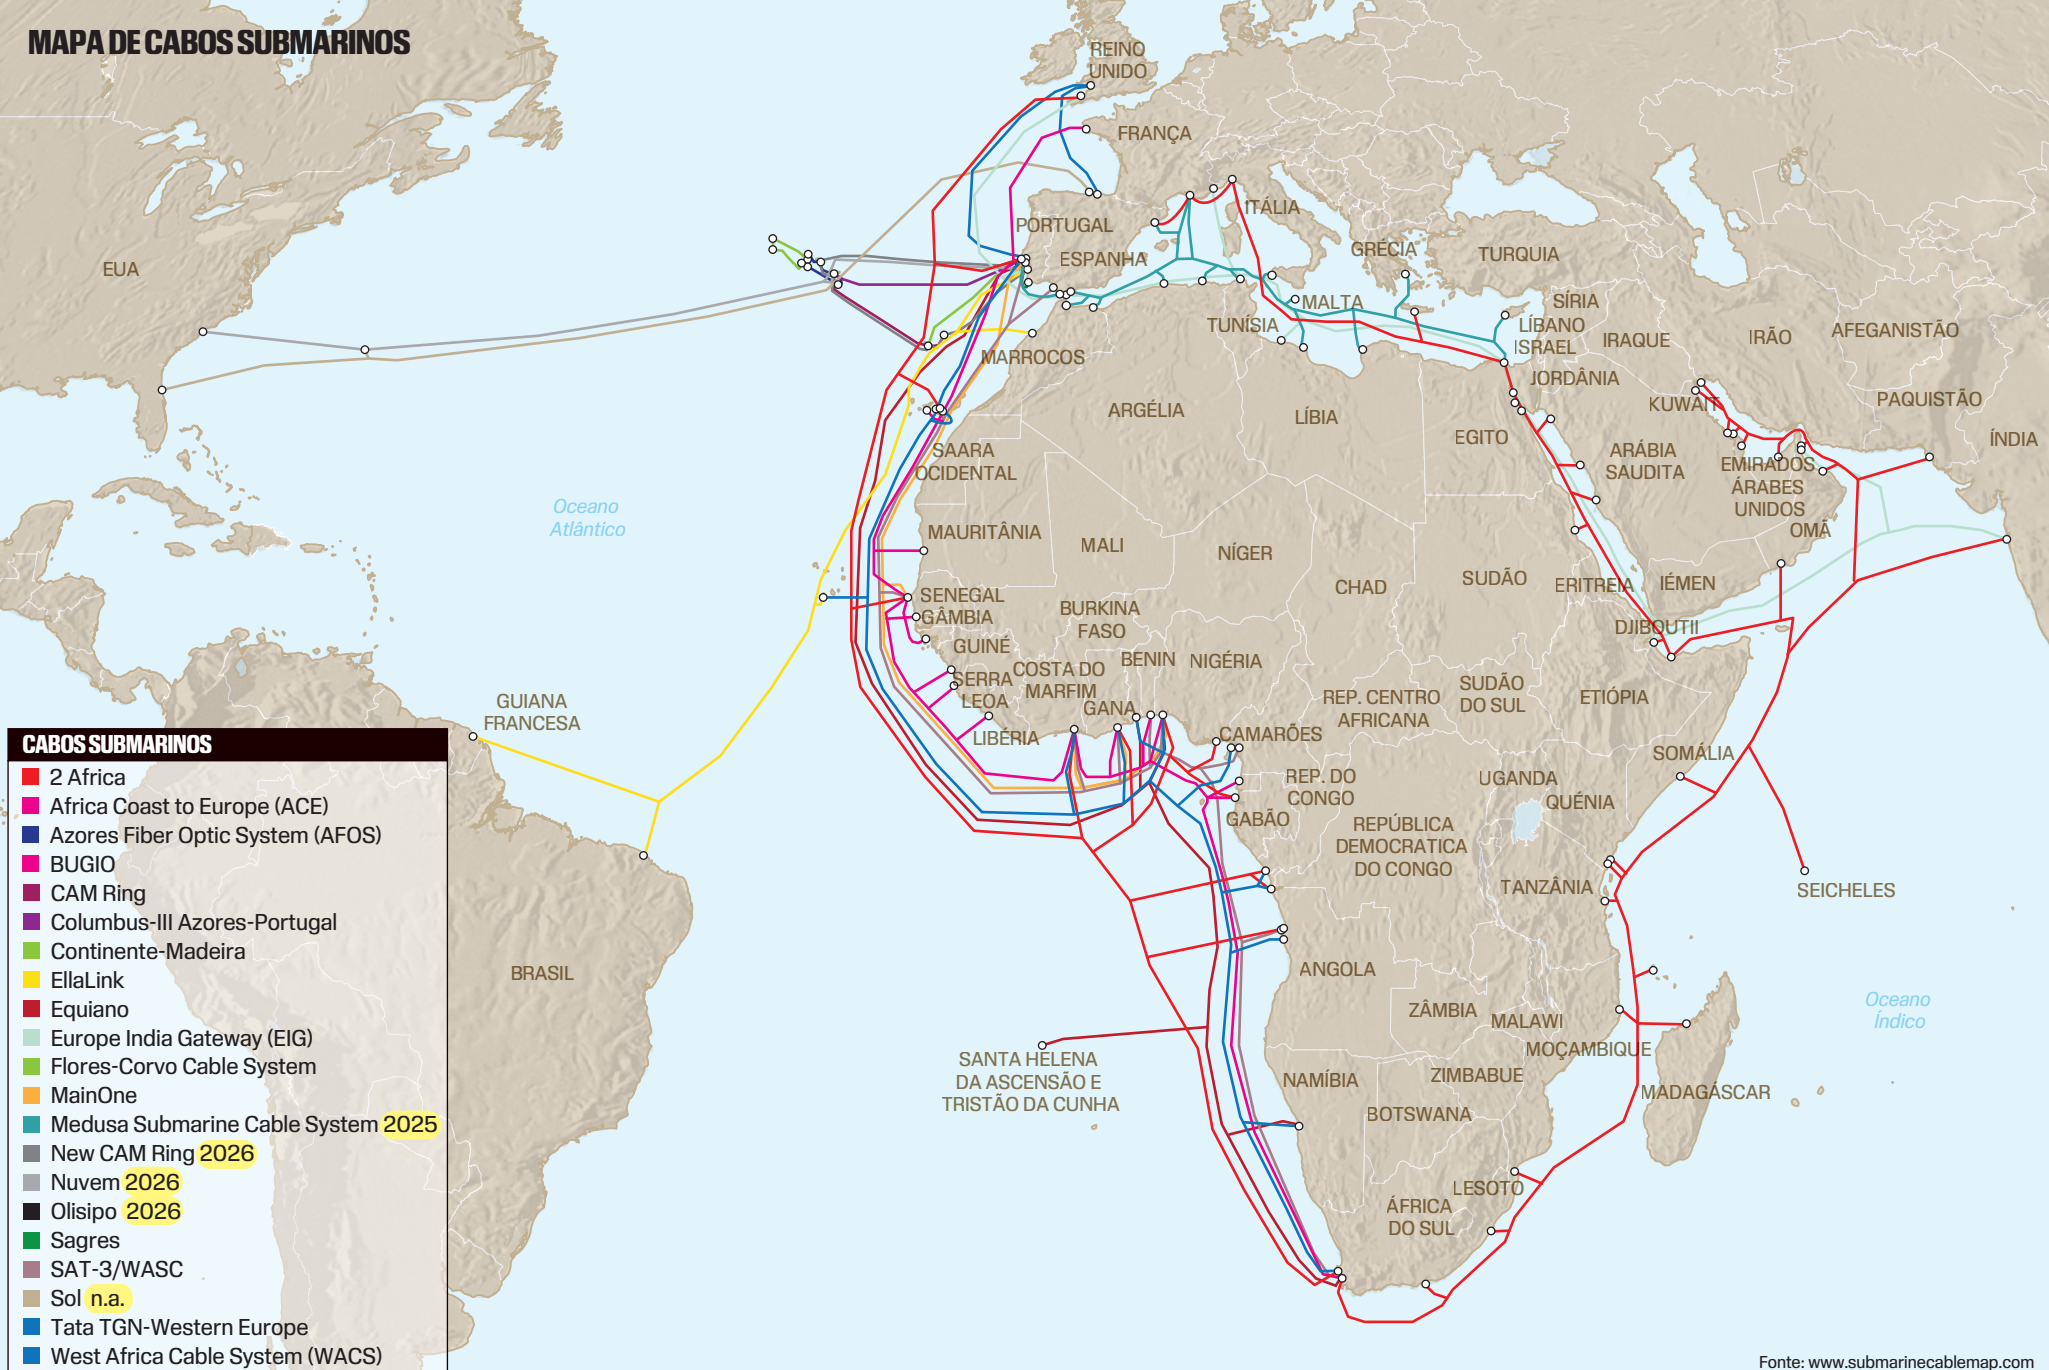 MAPA DE CABOS SUBMARINOS
REINO
UNIDO
FRANÇA
ITÁLIA
PORTUGAL
ESPANHA
GRÉCIA
TURQUIA
EUA
MALTA
SÍRIA
TUNÍSIA
LÍBANO
ISRAEL
IRAQUE
IRÃO
AFEGANISTÃO
MARROCOS
JORDÂNIA
KUWAIT
PAQUISTÃO
ARGÉLIA
LÍBIA
EGITO
ÍNDIA
SAARA
OCIDENTAL
ARÁBIA
SAUDITA
EMIRADOS
ÁRABES
UNIDOS
OMÃ
Oceano
Atlântico
MAURITÂNIA
MALI
NÍGER
CHAD
SUDÃO
ERITREIA
IÉMEN
SENEGAL
GÂMBIA
BURKINA
FASO
DJIBOUTII
GUINÉ
COSTA DO
MARFIM
BENIN
NIGÉRIA
SERRA
LEOA
GANA
LIBÉRIA
REP. CENTRO
AFRICANA
SUDÃO
DO SUL
ETIÓPIA
GUIANA
FRANCESA
CAMARÕES
SOMÁLIA
REP. DO
CONGO
UGANDA
QUÉNIA
GABÃO
REPÚBLICA
DEMOCRATICA
DO CONGO
TANZÂNIA
SEICHELES
BRASIL
ANGOLA
ZÂMBIA
MALAWI
Oceano
Índico
MOÇAMBIQUE
SANTA HELENA
DA ASCENSÃO E
TRISTÃO DA CUNHA
NAMÍBIA
ZIMBABUE
BOTSWANA
MADAGÁSCAR
LESOTO
ÁFRICA
DO SUL
CABOS SUBMARINOS
2 Africa
Africa Coast to Europe (ACE)
Azores Fiber Optic System (AFOS)
BUGIO
CAM Ring
Columbus-III Azores-Portugal
Continente-Madeira
EllaLink
Equiano
Europe India Gateway (EIG)
Flores-Corvo Cable System
MainOne
Medusa Submarine Cable System 2025
New CAM Ring 2026
Nuvem 2026
Olisipo 2026
Sagres
SAT-3/WASC
Sol n.a.
Tata TGN-Western Europe
West Africa Cable System (WACS)
Fonte: www.submarinecablemap.com